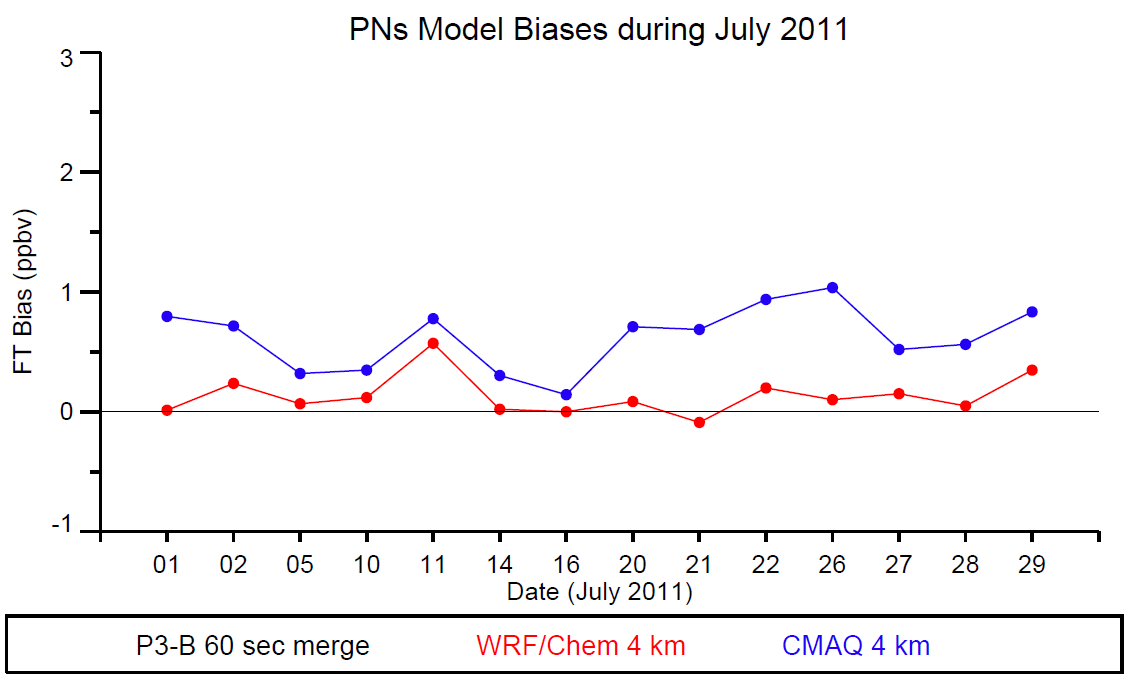 PNs Model Biases during July 2011
3
2
1
0
-1
FT Bias (ppbv)
01 02 05 10 11 14 16 20 21 22 26 27 28 29
Date (July 2011)
P3-B 60 sec merge WRF/Chem 4 km CMAQ 4 km